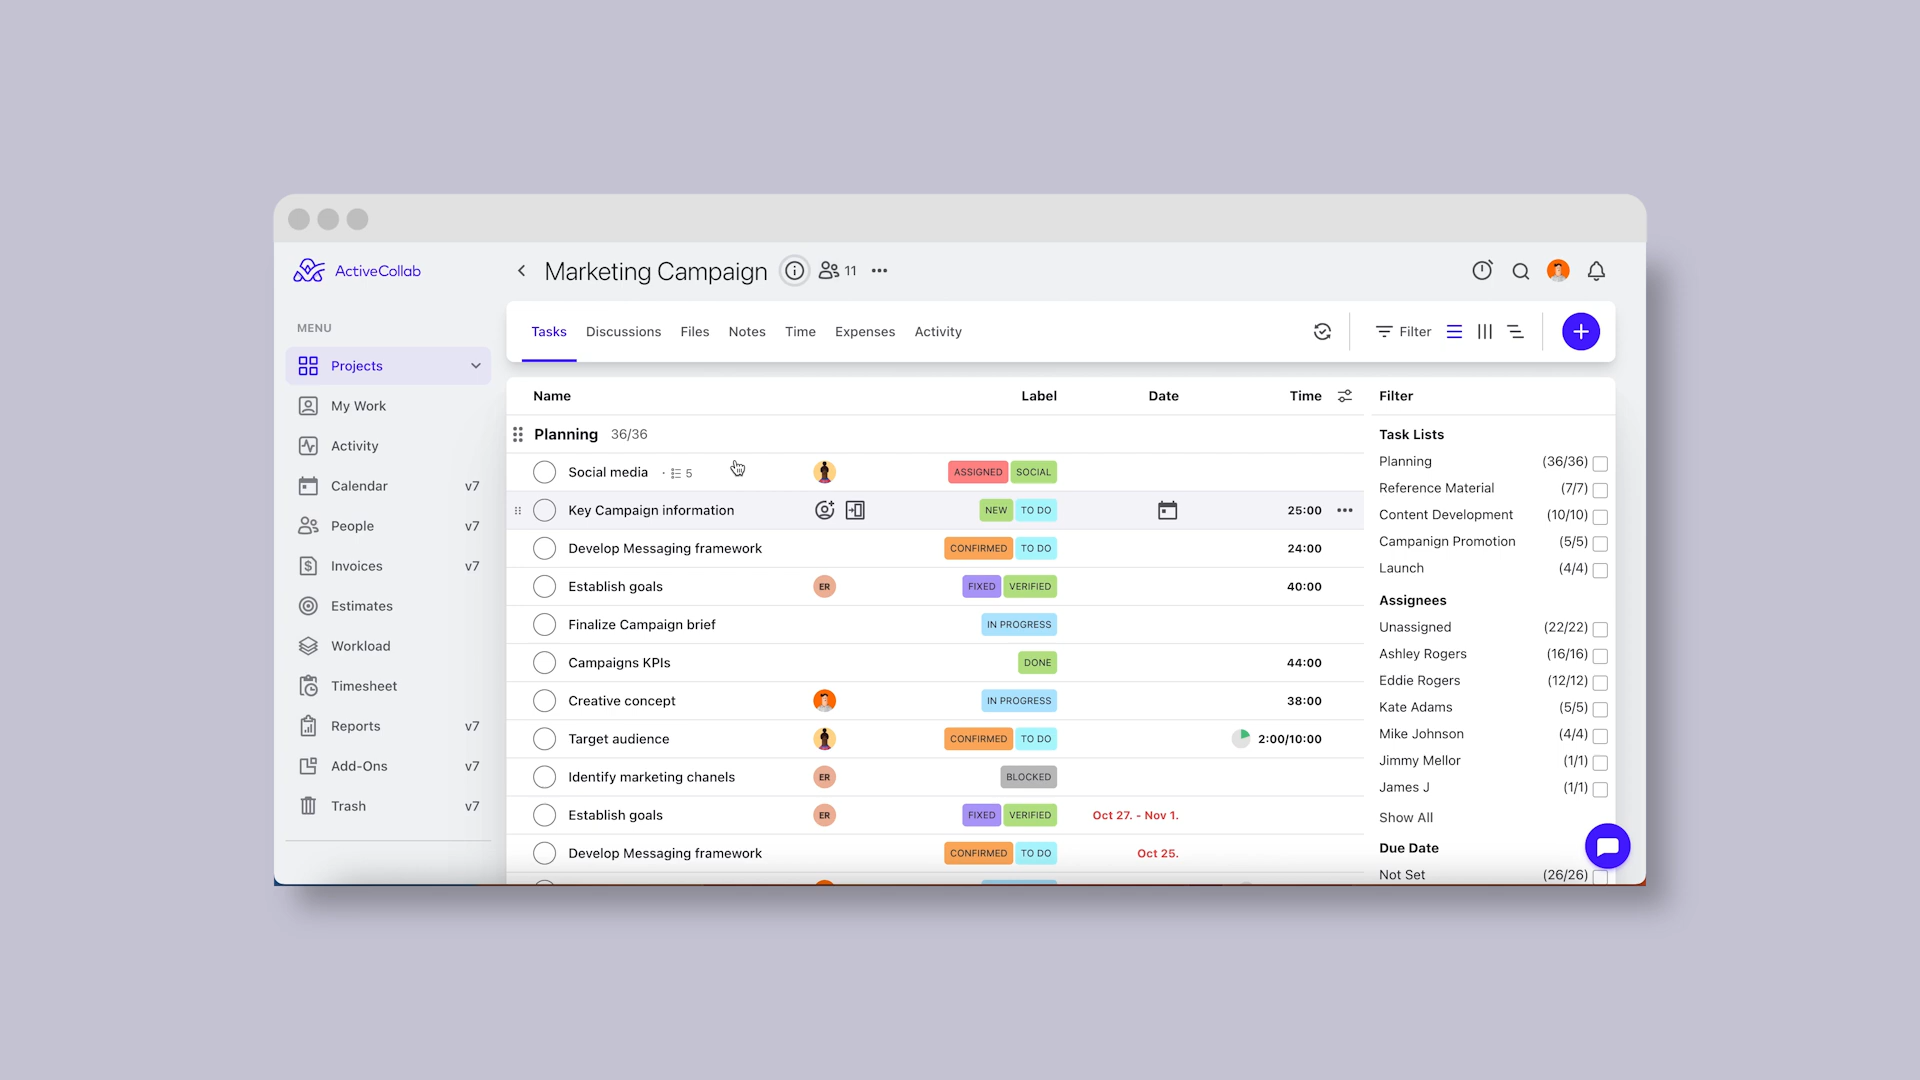 ActiveCollab
Marketing Campaign 11
MENU
Projects
My Work
Activity
Calendar v7
People v7
Invoices v7
Estimates
Workload
Timesheet
Reports v7
Add-Ons v7
Trash v7
Tasks Discussions Files Notes Time Expenses Activity
Filter
Name Label Date Time
Planning 36/36
Social media · 5 ASSIGNED SOCIAL
Key Campaign information NEW TO DO 25:00
Develop Messaging framework CONFIRMED TO DO 24:00
Establish goals ER FIXED VERIFIED 40:00
Finalize Campaign brief IN PROGRESS
Campaigns KPIs DONE 44:00
Creative concept IN PROGRESS 38:00
Target audience CONFIRMED TO DO 2:00/10:00
Identify marketing chanels ER BLOCKED
Establish goals ER FIXED VERIFIED Oct 27. - Nov 1.
Develop Messaging framework CONFIRMED TO DO Oct 25.
Filter
Task Lists
Planning (36/36)
Reference Material (7/7)
Content Development (10/10)
Campanign Promotion (5/5)
Launch (4/4)
Assignees
Unassigned (22/22)
Ashley Rogers (16/16)
Eddie Rogers (12/12)
Kate Adams (5/5)
Mike Johnson (4/4)
Jimmy Mellor (1/1)
James J (1/1)
Show All
Due Date
Not Set (26/26)